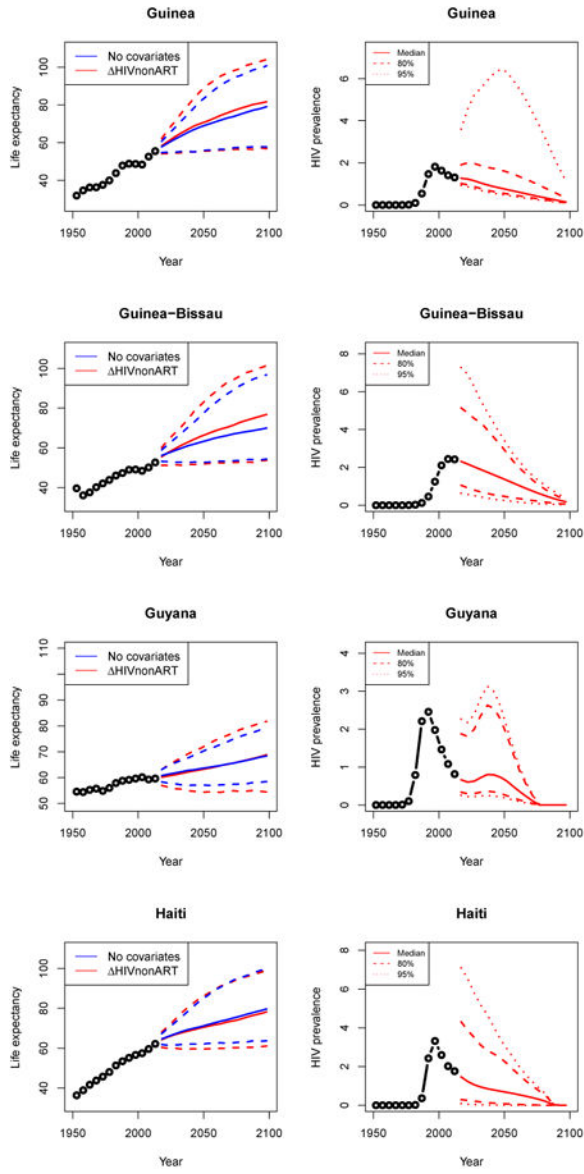 Guinea
Guinea
Life expectancy
40 60 80 100
No covariates
ΔHIVnonART
1950 2000 2050 2100
Year
HIV prevalence
0 2 4 6
Median
80%
95%
1950 2000 2050 2100
Year
Guinea−Bissau
Guinea−Bissau
Life expectancy
40 60 80 100
No covariates
ΔHIVnonART
1950 2000 2050 2100
Year
HIV prevalence
0 2 4 6 8
Median
80%
95%
1950 2000 2050 2100
Year
Guyana
Guyana
Life expectancy
50 60 70 80 90 110
No covariates
ΔHIVnonART
1950 2000 2050 2100
Year
HIV prevalence
0 1 2 3 4
Median
80%
95%
1950 2000 2050 2100
Year
Haiti
Haiti
Life expectancy
40 60 80 100
No covariates
ΔHIVnonART
1950 2000 2050 2100
Year
HIV prevalence
0 2 4 6 8
Median
80%
95%
1950 2000 2050 2100
Year